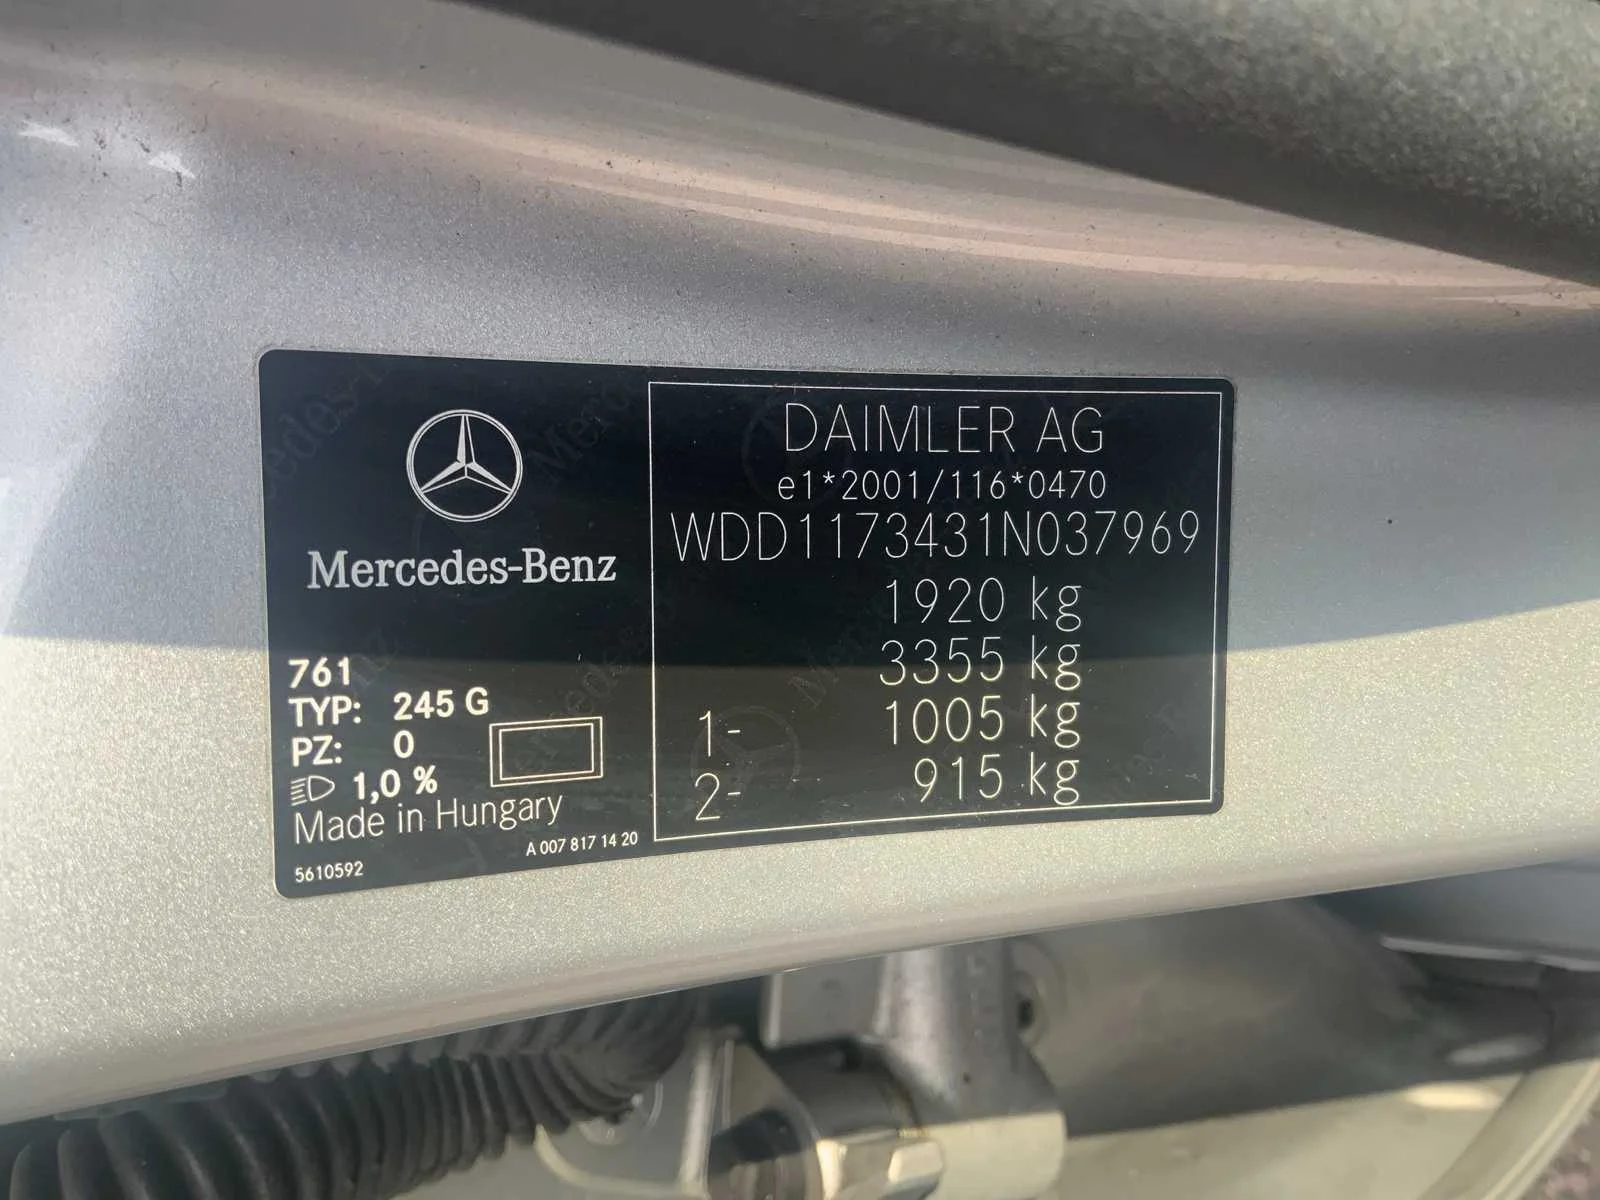 Mercedes-Benz
761
TYP: 245 G
PZ: 0
1,0 %
Made in Hungary
5610592
A 007 817 14 20
DAIMLER AG
e1*2001/116*0470
WDD1173431N037969
1920 kg
3355 kg
1- 1005 kg
2- 915 kg